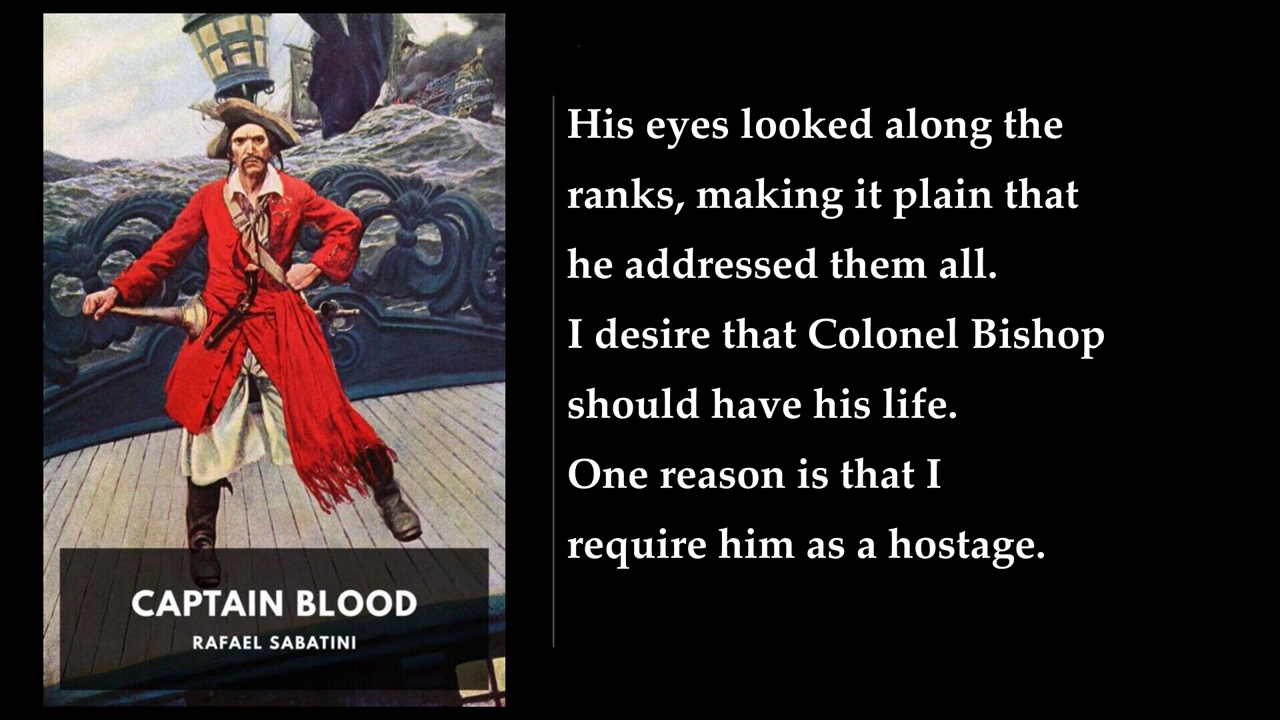 CAPTAIN BLOOD
RAFAEL SABATINI
His eyes looked along the
ranks, making it plain that
he addressed them all.
I desire that Colonel Bishop
should have his life.
One reason is that I
require him as a hostage.